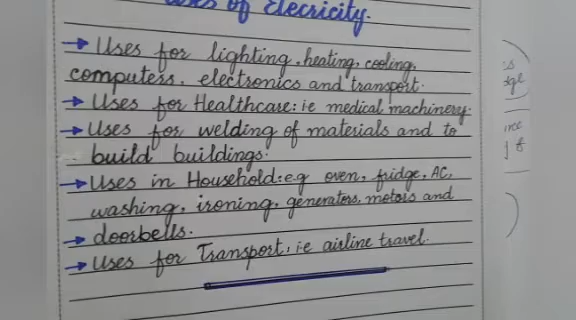 Uses of Elecricity.
→ Uses for lighting, heating, cooling,
computers, electronics and transport.
→ Uses for Healthcare: ie medical machinery.
→ Uses for welding of materials and to
build buildings.
→ Uses in Household: e.g oven, fridge, AC,
washing, ironing, generators, motors and
→ doorbells.
→ Uses for Transport, ie airline travel.